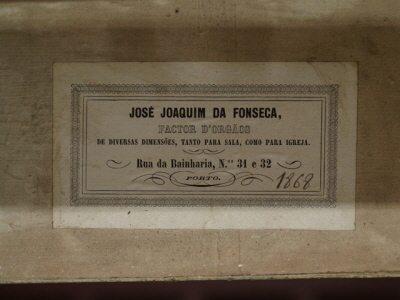 JOSÉ JOAQUIM DA FONSECA,
FACTOR D'ORGÃOS
DE DIVERSAS DIMENSÕES, TANTO PARA SALA, COMO PARA IGREJA.
Rua da Bainharia, N.os 31 e 32
PORTO.
1868